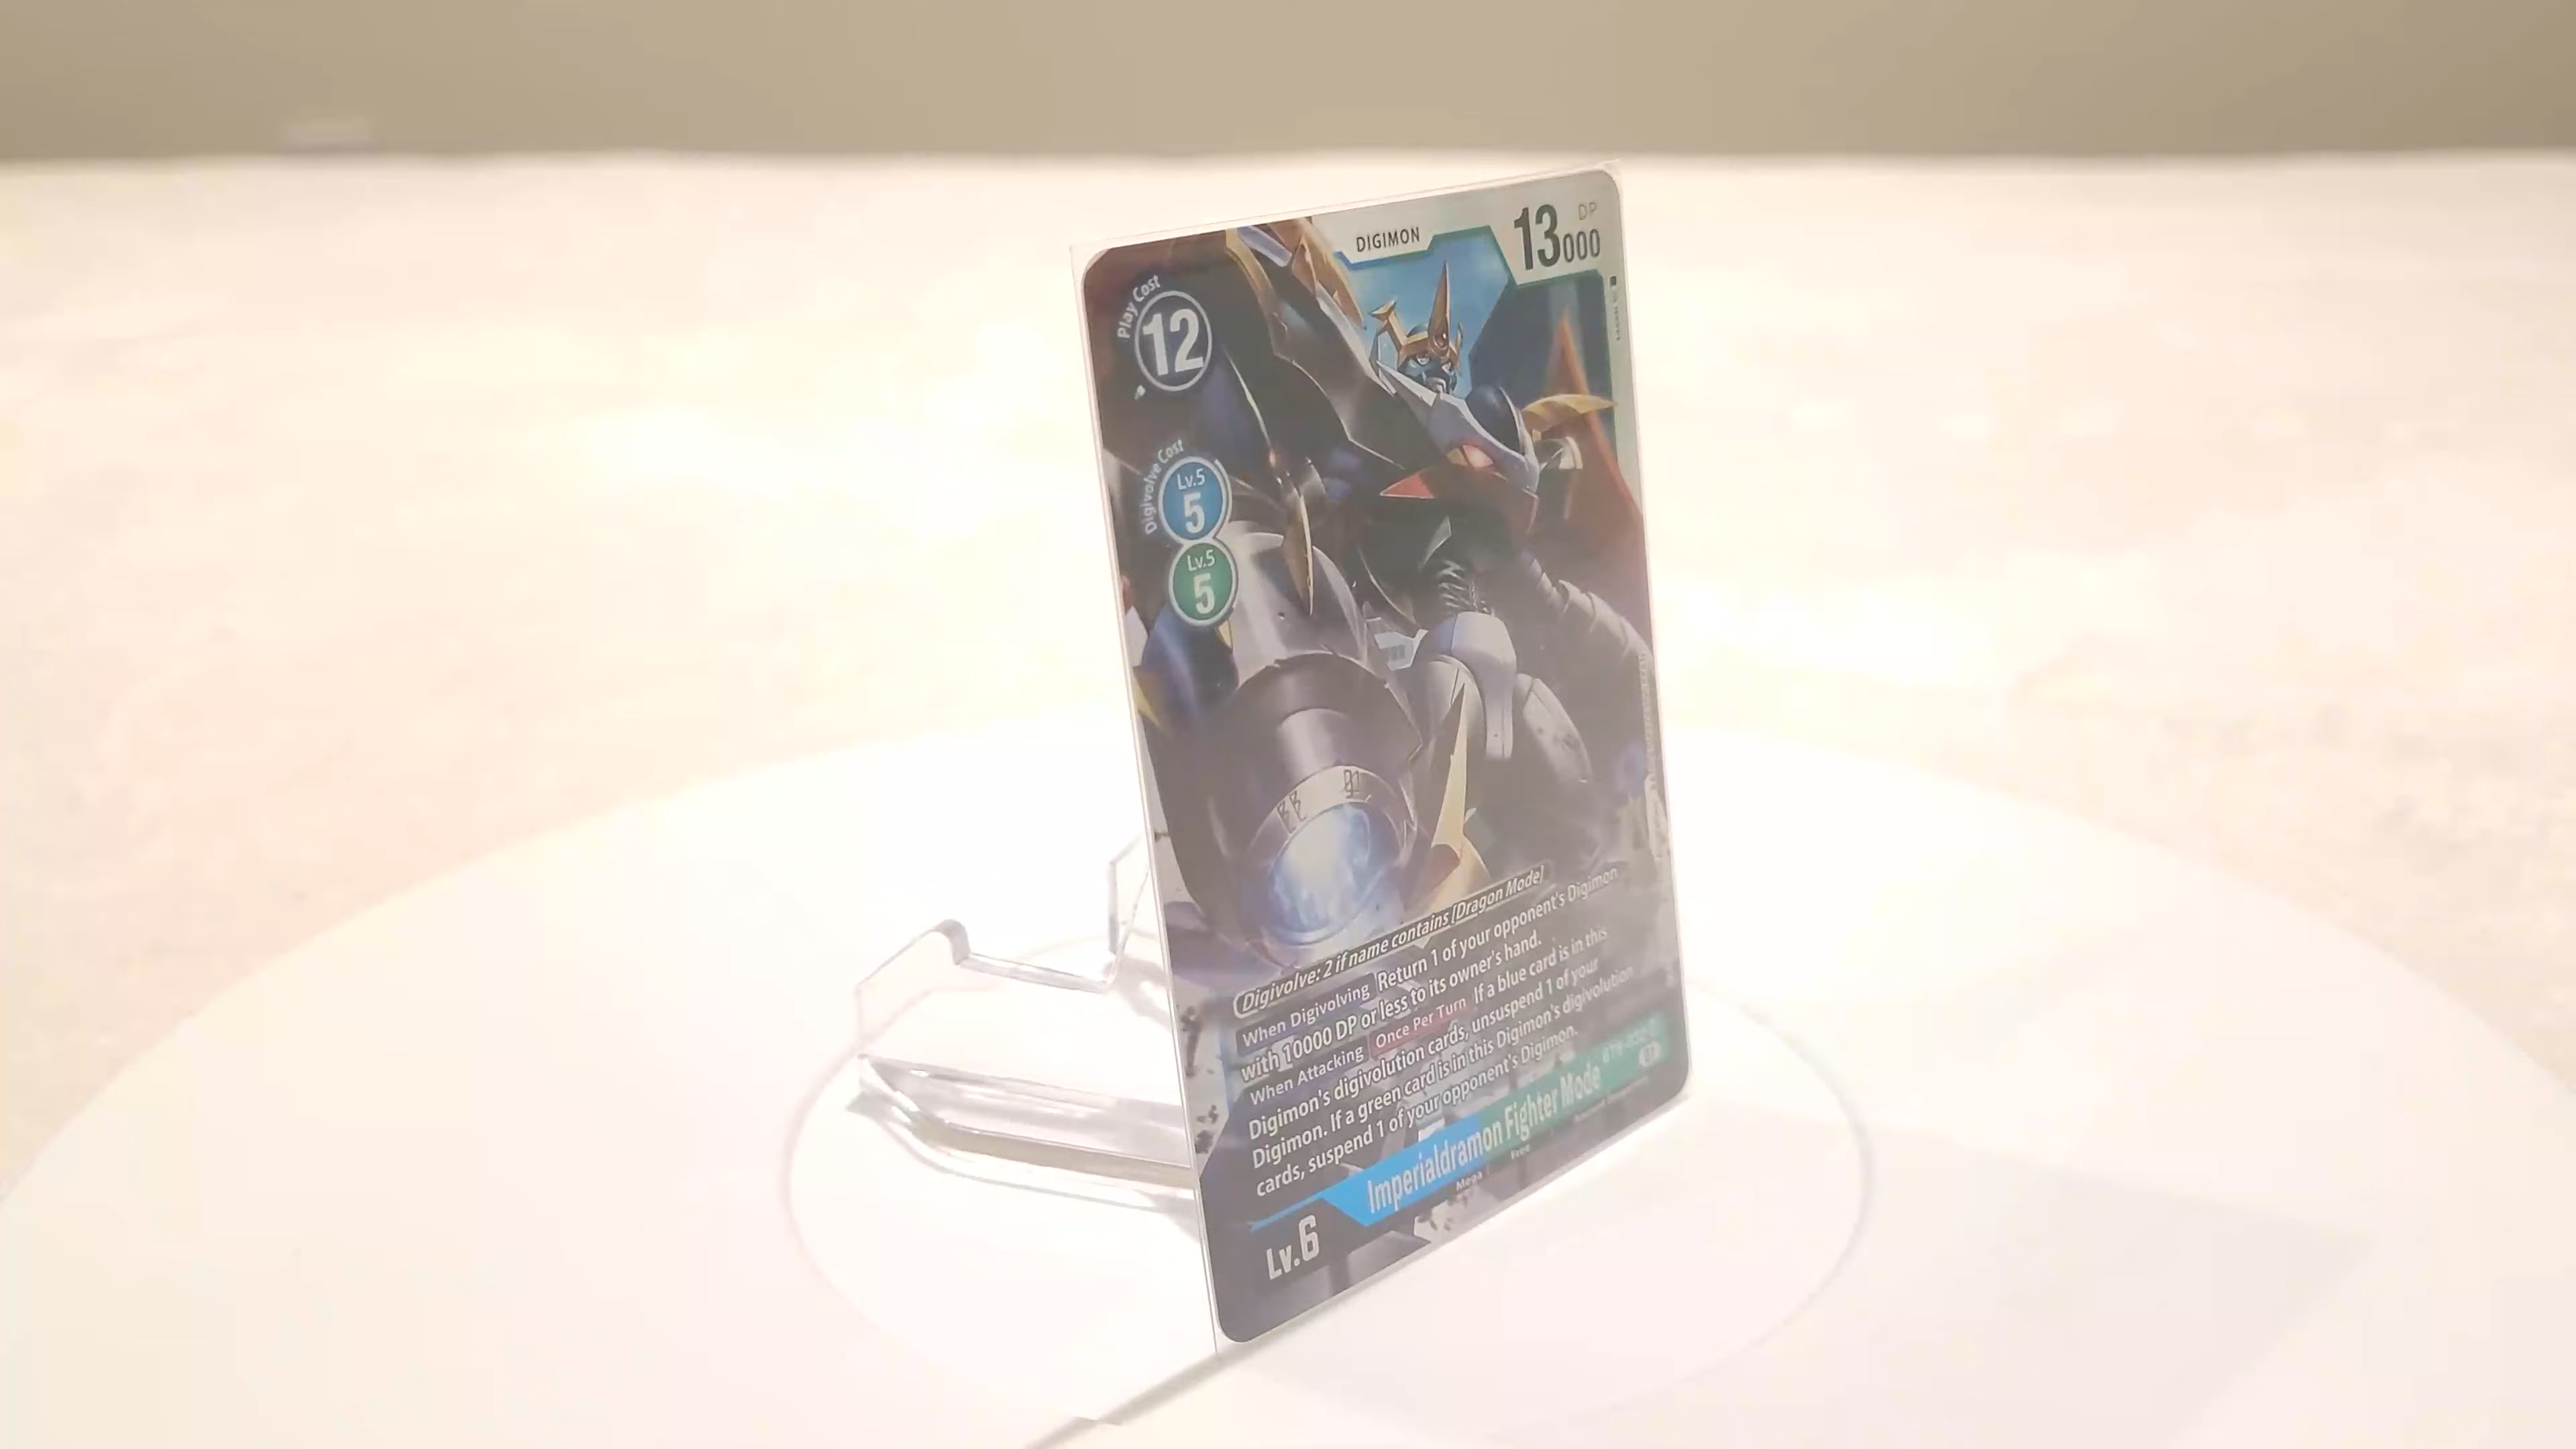 DIGIMON
DP
13000
Play Cost
12
Digivolve Cost
Lv.5
5
Lv.5
5
Digivolve: 2 if name contains [Dragon Mode]
When Digivolving Return 1 of your opponent's Digimon
with 10000 DP or less to its owner's hand.
When Attacking Once Per Turn If a blue card is in this
Digimon's digivolution cards, unsuspend 1 of your
Digimon. If a green card is in this Digimon's digivolution
cards, suspend 1 of your opponent's Digimon.
Imperialdramon Fighter Mode
Lv.6
Mega
Free